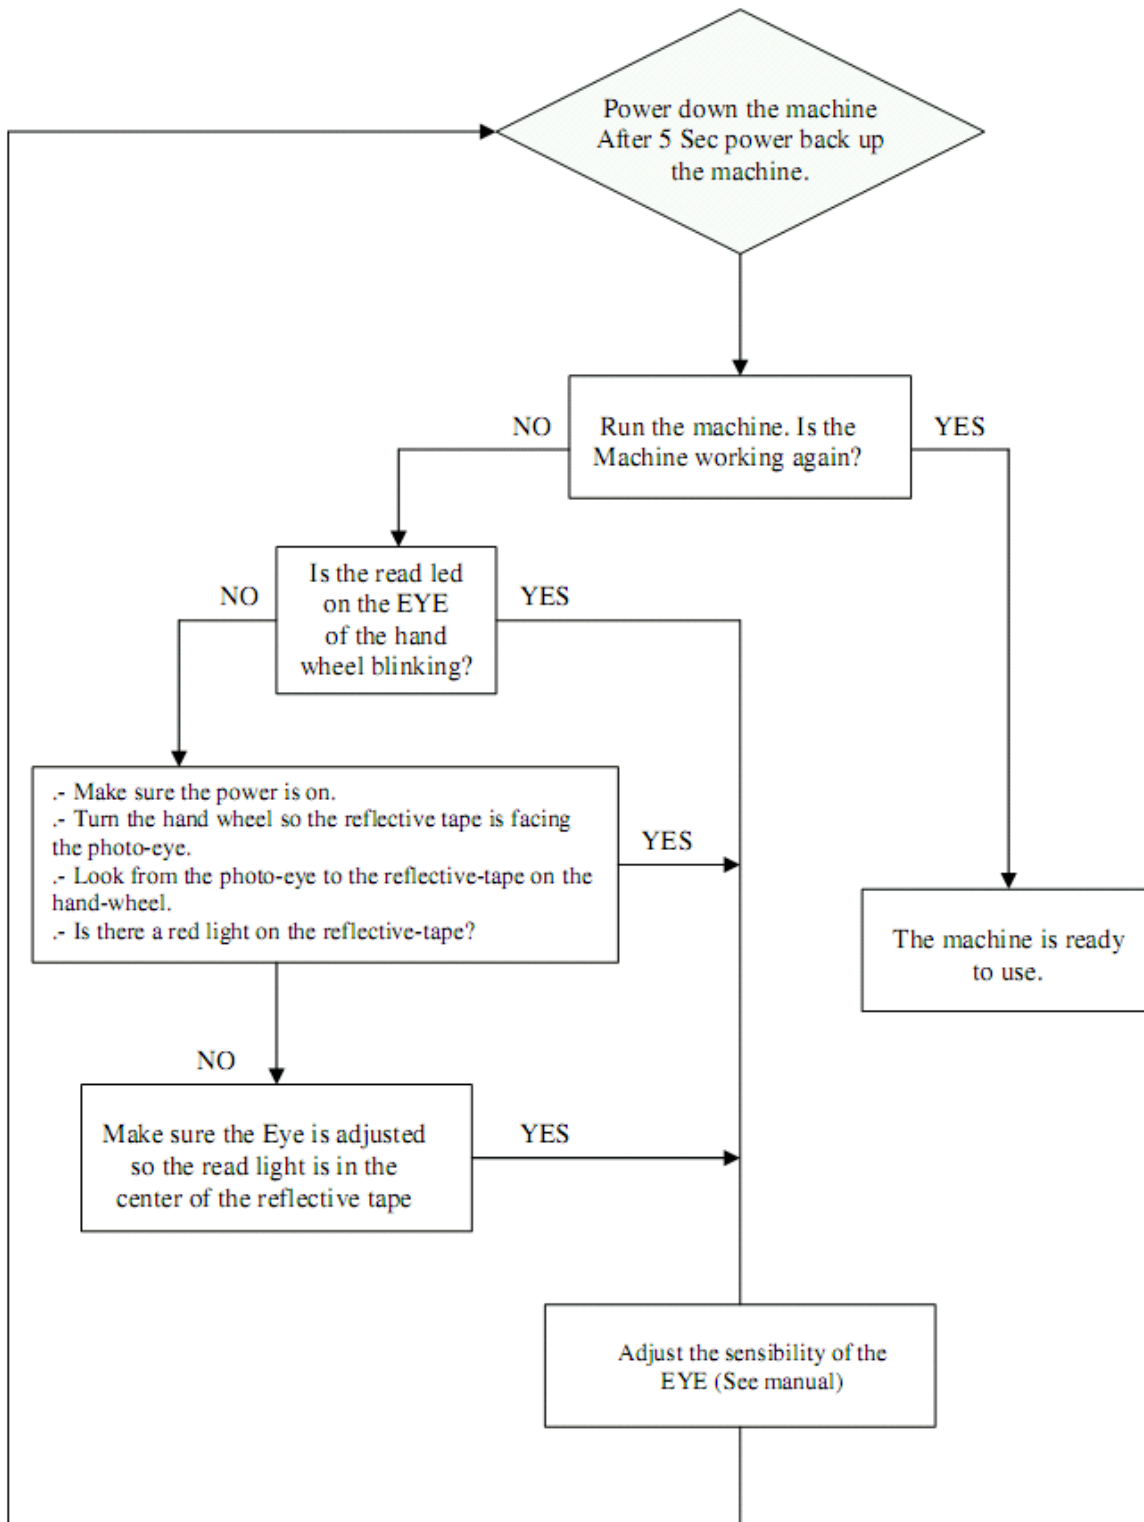 Power down the machine
After 5 Sec power back up
the machine.
NO
Run the machine. Is the
Machine working again?
YES
NO
Is the read led
on the EYE
of the hand
wheel blinking?
YES
.- Make sure the power is on.
.- Turn the hand wheel so the reflective tape is facing
the photo-eye.
.- Look from the photo-eye to the reflective-tape on the
hand-wheel.
.- Is there a red light on the reflective-tape?
YES
The machine is ready
to use.
NO
Make sure the Eye is adjusted
so the read light is in the
center of the reflective tape
YES
Adjust the sensibility of the
EYE (See manual)